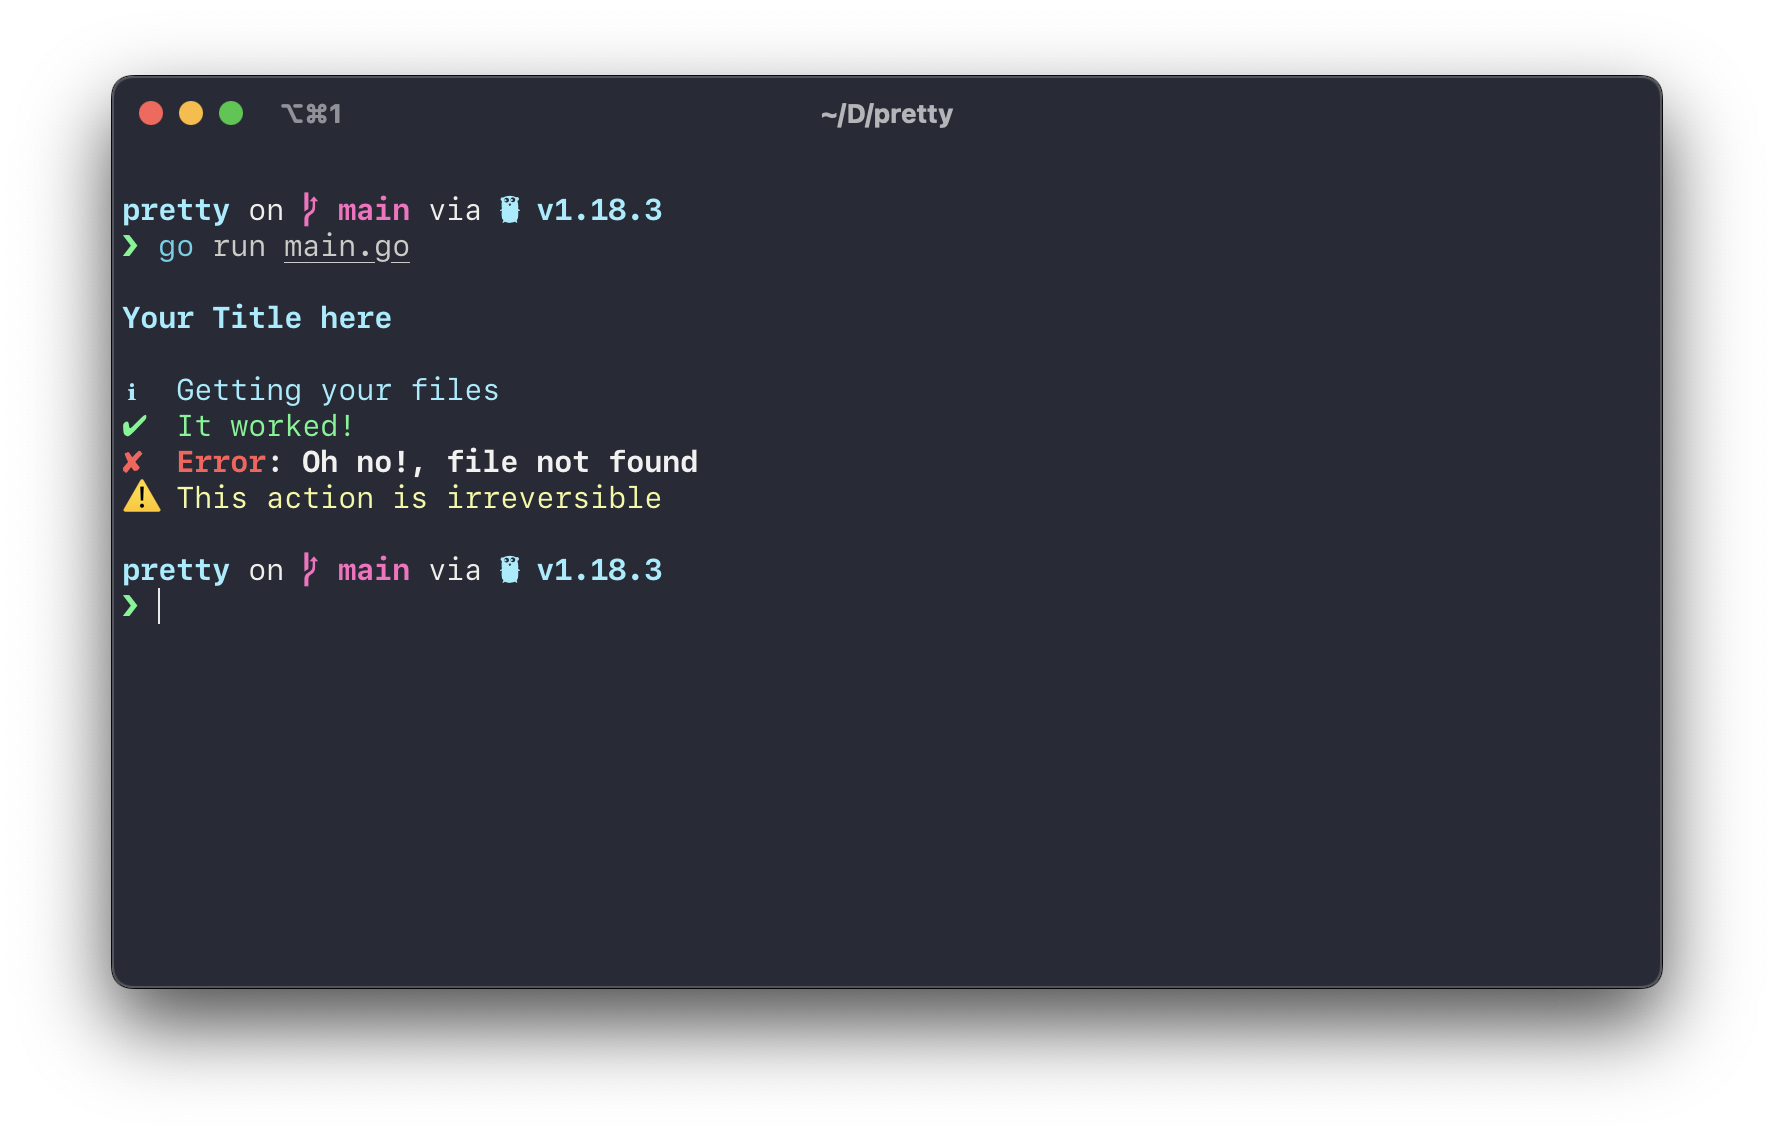 ⌥⌘1
~/D/pretty
pretty on main via v1.18.3
❯ go run main.go
Your Title here
ℹ Getting your files
✔ It worked!
✘ Error: Oh no!, file not found
⚠️ This action is irreversible
pretty on main via v1.18.3
❯